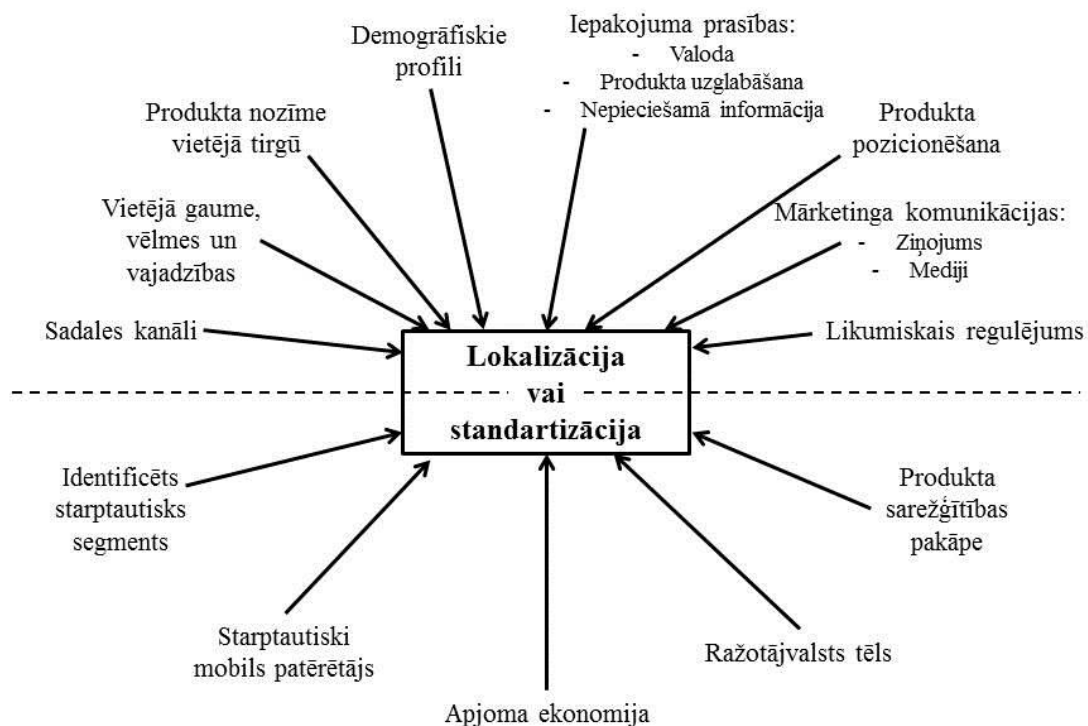 Demogrāfiskie
profili
Iepakojuma prasības:
- Valoda
- Produkta uzglabāšana
- Nepieciešamā informācija
Produkta nozīme
vietējā tirgū
Produkta
pozicionēšana
Vietējā gaume,
vēlmes un
vajadzības
Mārketinga komunikācijas:
- Ziņojums
- Mediji
Sadales kanāli
Likumiskais regulējums
Lokalizācija
vai
standartizācija
Identificēts
starptautisks
segments
Produkta
sarežģītības
pakāpe
Starptautiski
mobils patērētājs
Ražotājvalsts tēls
Apjoma ekonomija